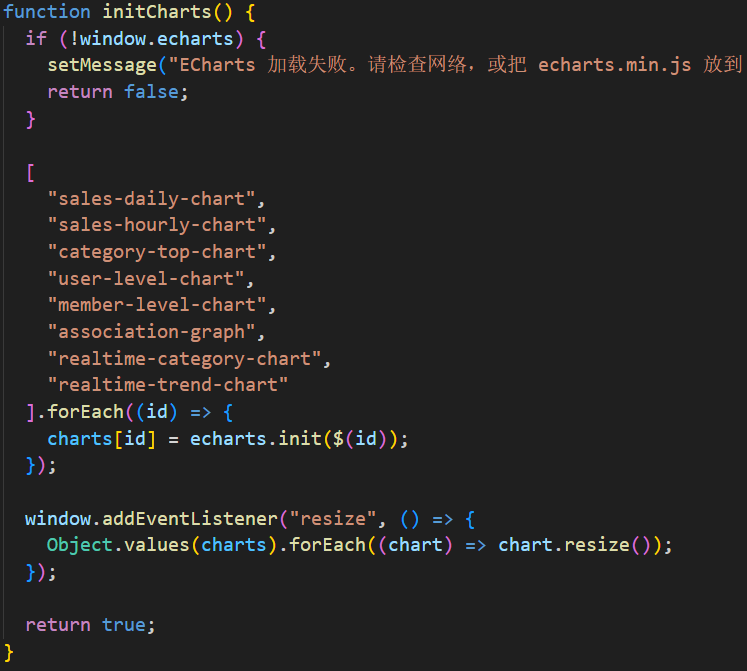 function initCharts() {
  if (!window.echarts) {
    setMessage("ECharts 加载失败。请检查网络，或把 echarts.min.js 放到
    return false;
  }

  [
    "sales-daily-chart",
    "sales-hourly-chart",
    "category-top-chart",
    "user-level-chart",
    "member-level-chart",
    "association-graph",
    "realtime-category-chart",
    "realtime-trend-chart"
  ].forEach((id) => {
    charts[id] = echarts.init($(id));
  });

  window.addEventListener("resize", () => {
    Object.values(charts).forEach((chart) => chart.resize());
  });

  return true;
}